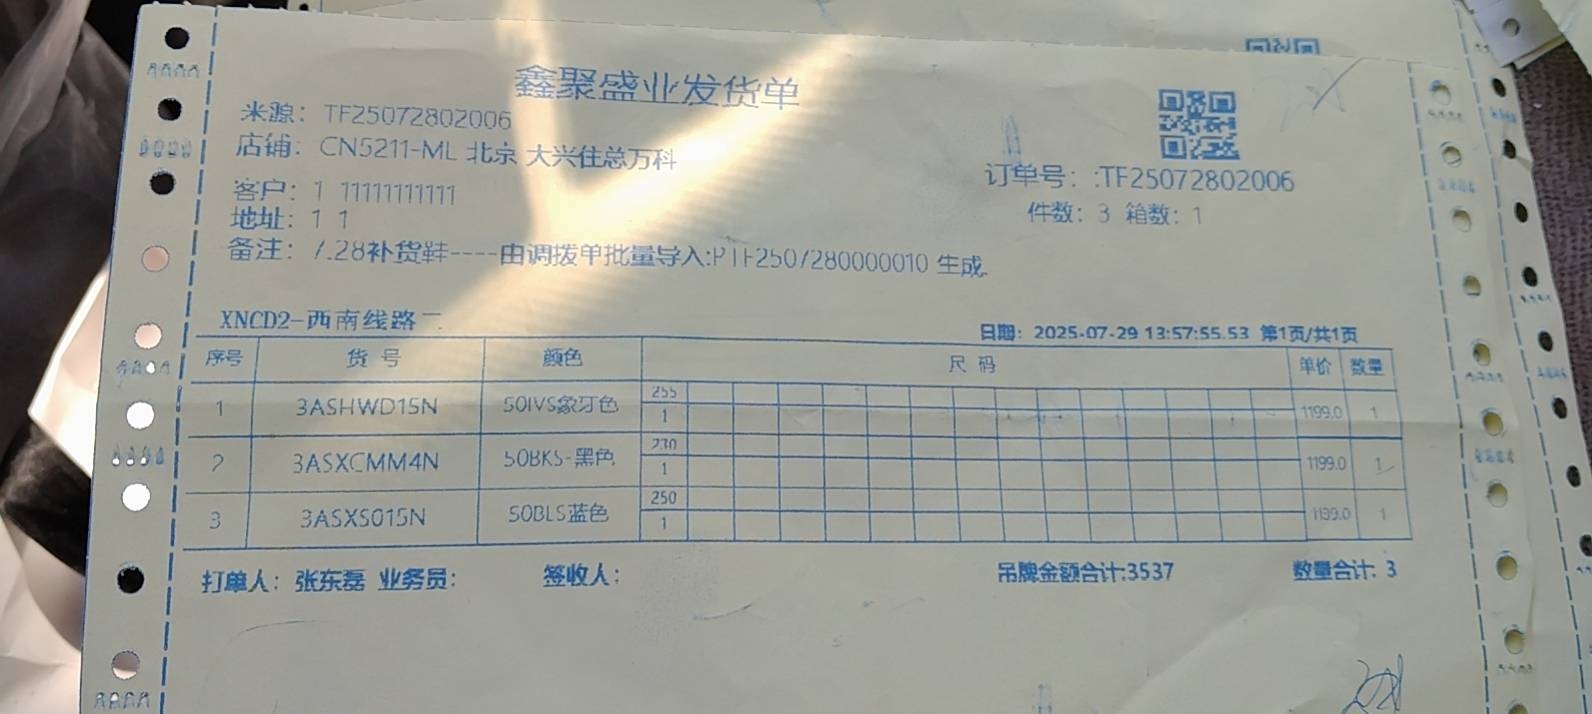 鑫聚盛业发货单
来源：TF25072802006
店铺：CN5211-ML 北京 大兴住总万科
订单号：.TF25072802006
客户：1 11111111111
件数：3 箱数：1
地址：1 1
备注：7.28补货鞋----由调拨单批量导入:PTF2507280000010 生成
XNCD2-西南线路二
日期：2025-07-29 13:57:55.53 第1页/共1页
序号 货 号 颜色 尺 码 单价 数量
1 3ASHWD15N 50IVS象牙色 255 1 1199.0 1
2 3ASXCMM4N 50BKS-黑色 230 1 1199.0 1
3 3ASXS015N 50BLS蓝色 250 1 1139.0 1
打单人：张东磊 业务员: 签收人；
吊牌金额合计:3537
数量合计: 3